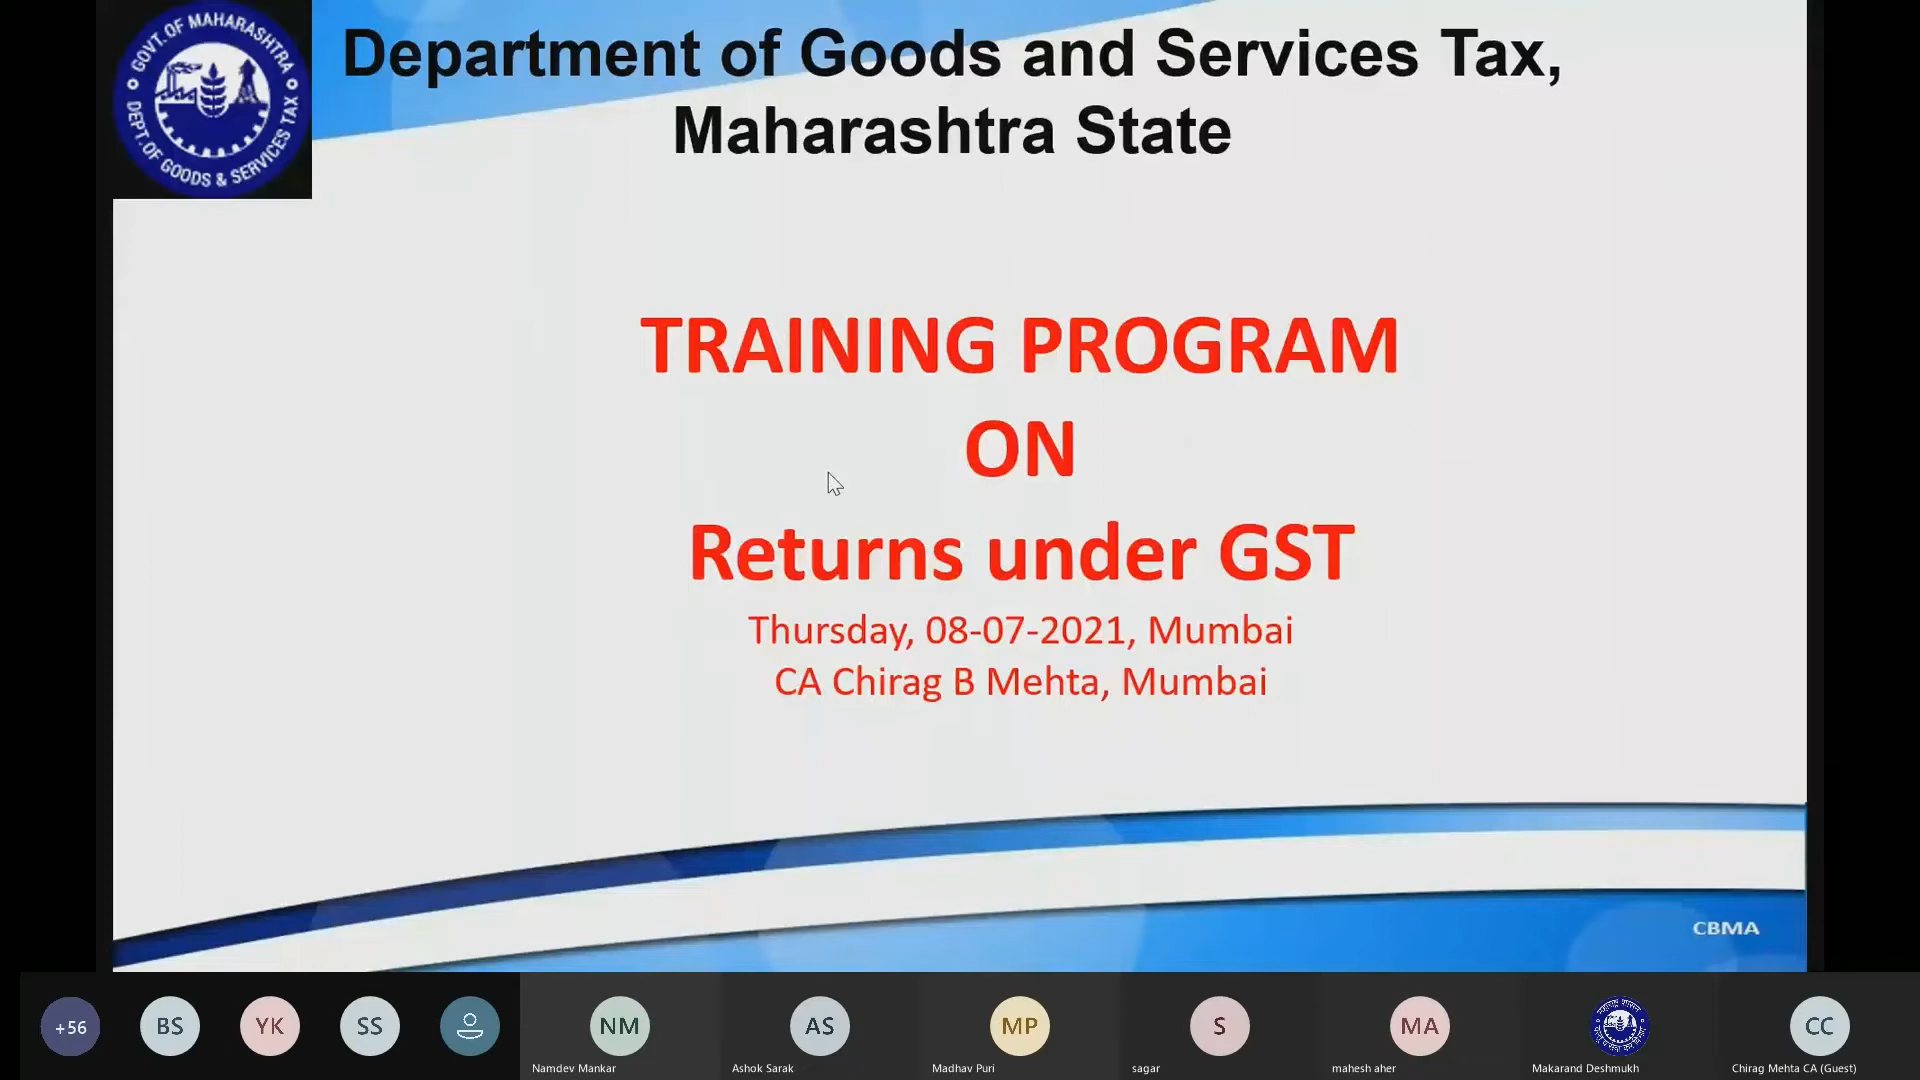 GOVT. OF MAHARASHTRA
DEPT. OF GOODS & SERVICES TAX
Department of Goods and Services Tax,
Maharashtra State
TRAINING PROGRAM
ON
Returns under GST
Thursday, 08-07-2021, Mumbai
CA Chirag B Mehta, Mumbai
CBMA
+56
BS
YK
SS
NM
AS
MP
S
MA
CC
Namdev Mankar
Ashok Sarak
Madhav Puri
sagar
mahesh aher
Makarand Deshmukh
Chirag Mehta CA (Guest)